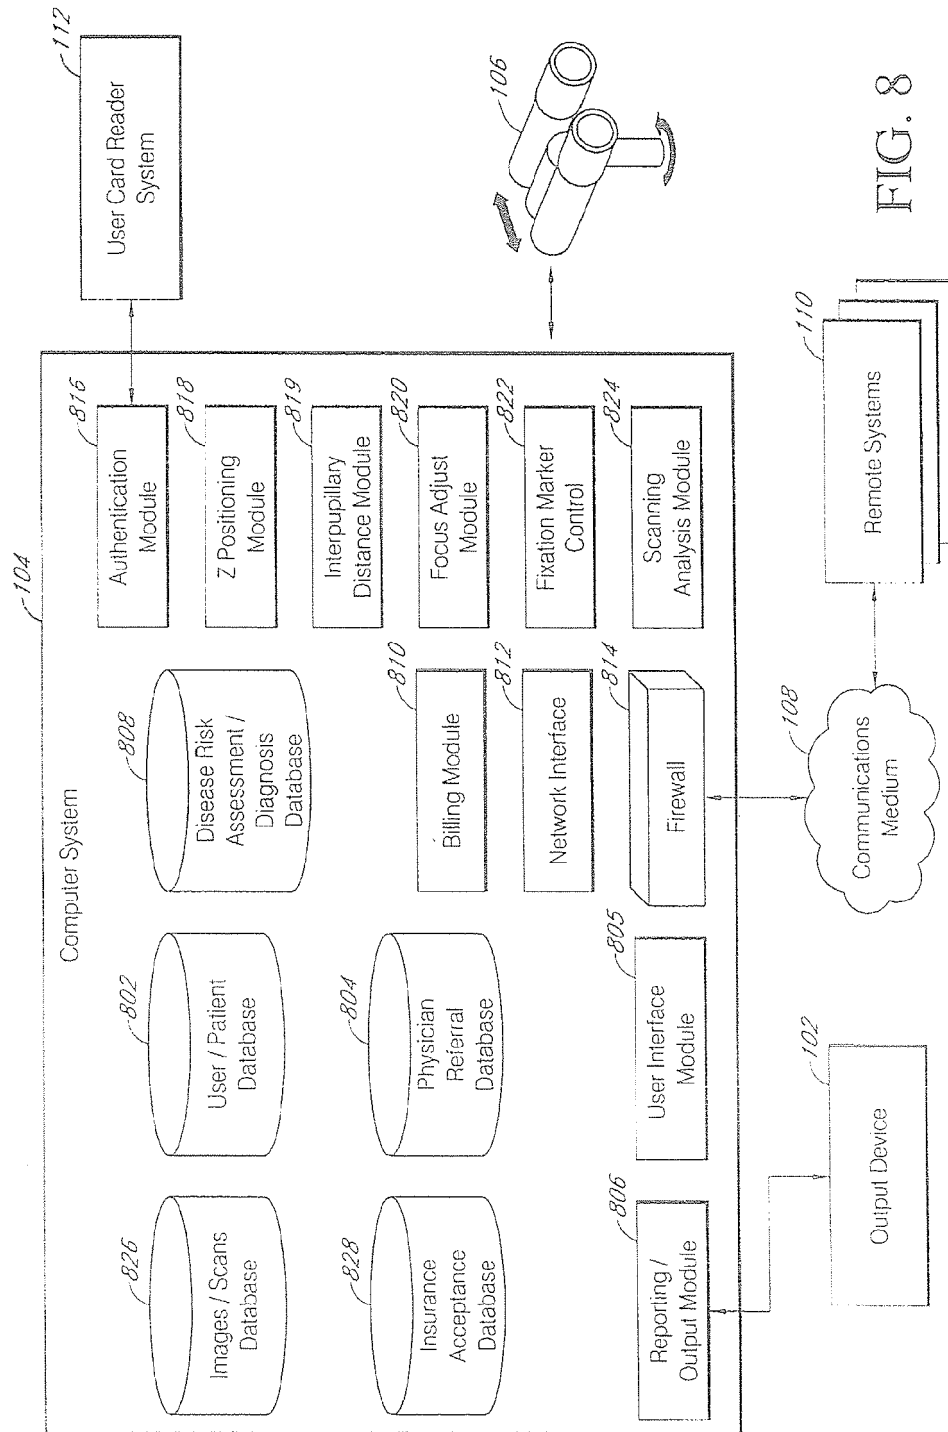 104
Computer System
826
Images / Scans
Database
802
User / Patient
Database
808
Disease Risk
Assessment /
Diagnosis
Database
816
Authentication
Module
112
User Card Reader
System
818
Z Positioning
Module
819
Interpupillary
Distance Module
828
Insurance
Acceptance
Database
804
Physician
Referral
Database
810
Billing Module
820
Focus Adjust
Module
106
812
Network Interface
822
Fixation Marker
Control
806
Reporting /
Output Module
805
User Interface
Module
814
Firewall
824
Scanning
Analysis Module
102
Output Device
108
Communications
Medium
110
Remote Systems
FIG. 8